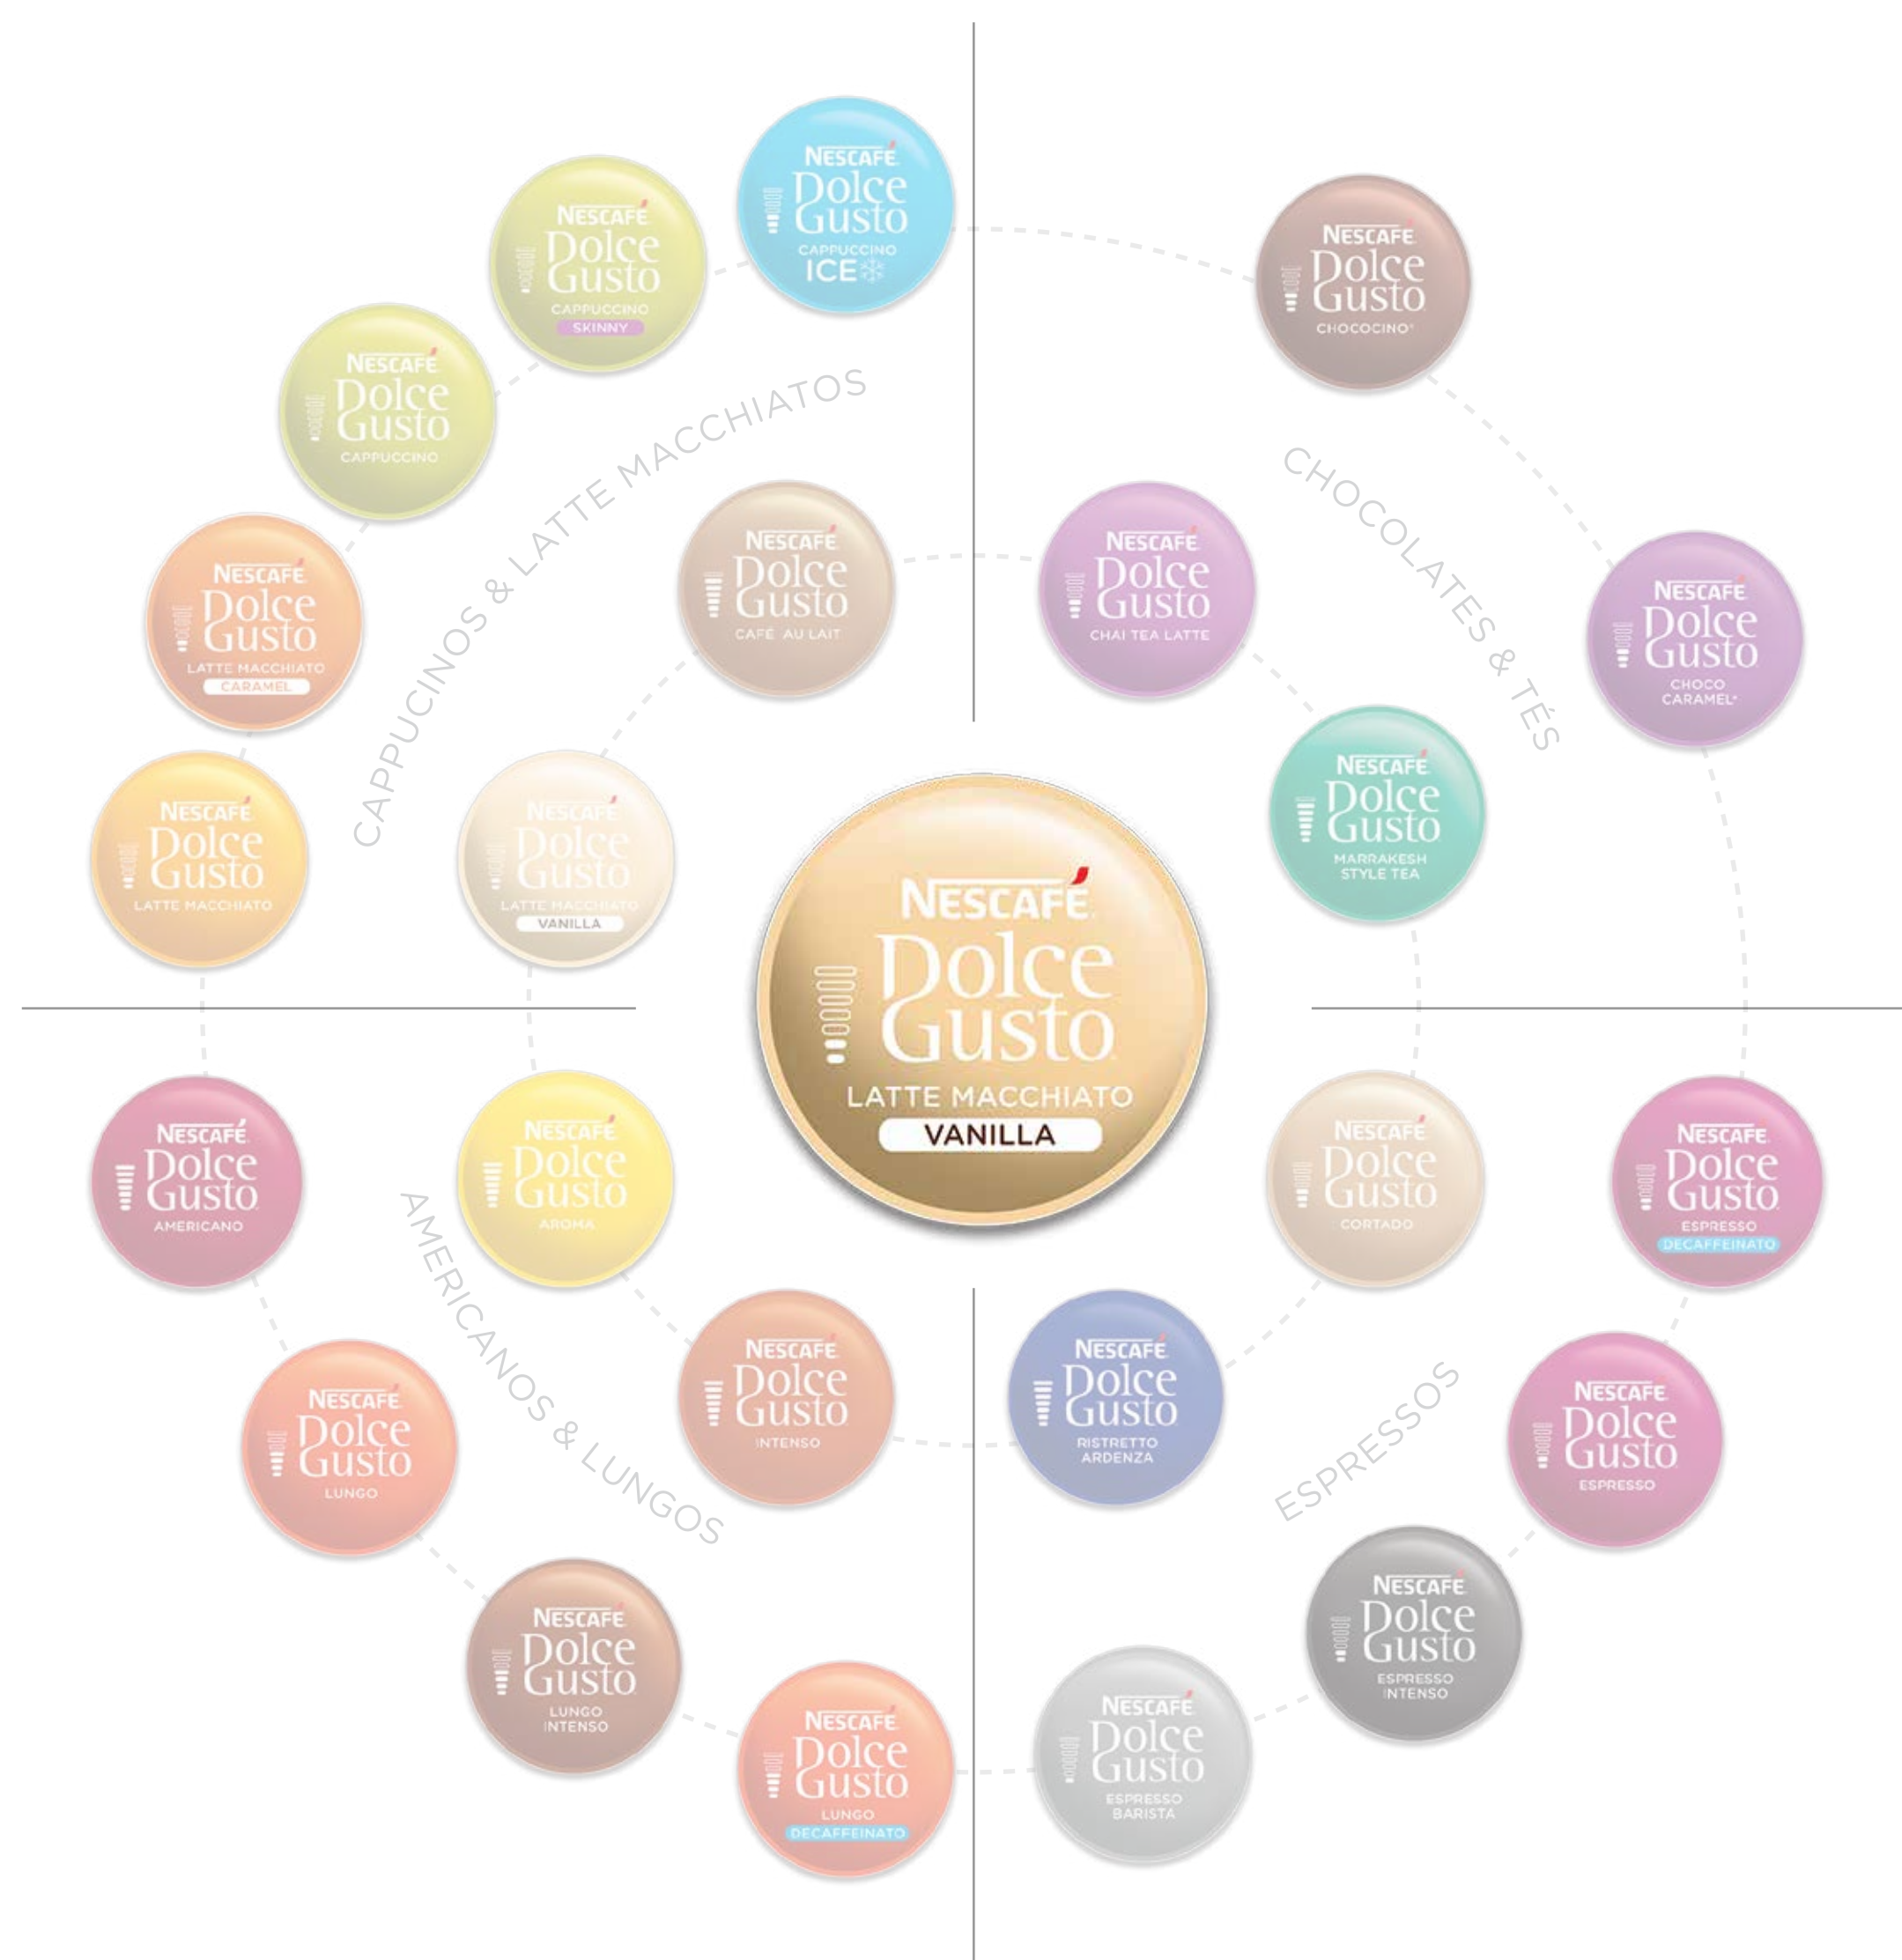 NESCAFÉ
Dolce
Gusto
CAPPUCCINO
ICE
NESCAFÉ
Dolce
Gusto
CAPPUCCINO
SKINNY
NESCAFÉ
Dolce
Gusto
CAPPUCCINO
NESCAFÉ
Dolce
Gusto
LATTE MACCHIATO
CARAMEL
NESCAFÉ
Dolce
Gusto
LATTE MACCHIATO
CAPPUCINOS & LATTE MACCHIATOS
NESCAFÉ
Dolce
Gusto
CAFÉ AU LAIT
NESCAFÉ
Dolce
Gusto
LATTE MACCHIATO
VANILLA
NESCAFÉ
Dolce
Gusto
CHOCOCINO*
NESCAFÉ
Dolce
Gusto
CHOCO
CARAMEL*
CHOCOLATES & TÉS
NESCAFÉ
Dolce
Gusto
CHAI TEA LATTE
NESCAFÉ
Dolce
Gusto
MARRAKESH
STYLE TEA
NESCAFÉ
Dolce
Gusto
LATTE MACCHIATO
VANILLA
NESCAFÉ
Dolce
Gusto
AMERICANO
NESCAFÉ
Dolce
Gusto
AROMA
AMERICANOS & LUNGOS
NESCAFÉ
Dolce
Gusto
INTENSO
NESCAFÉ
Dolce
Gusto
LUNGO
NESCAFÉ
Dolce
Gusto
LUNGO
INTENSO
NESCAFÉ
Dolce
Gusto
LUNGO
DECAFFEINATO
NESCAFÉ
Dolce
Gusto
CORTADO
NESCAFÉ
Dolce
Gusto
ESPRESSO
DECAFFEINATO
NESCAFÉ
Dolce
Gusto
RISTRETTO
ARDENZA
ESPRESSOS
NESCAFÉ
Dolce
Gusto
ESPRESSO
NESCAFÉ
Dolce
Gusto
ESPRESSO
INTENSO
NESCAFÉ
Dolce
Gusto
ESPRESSO
BARISTA